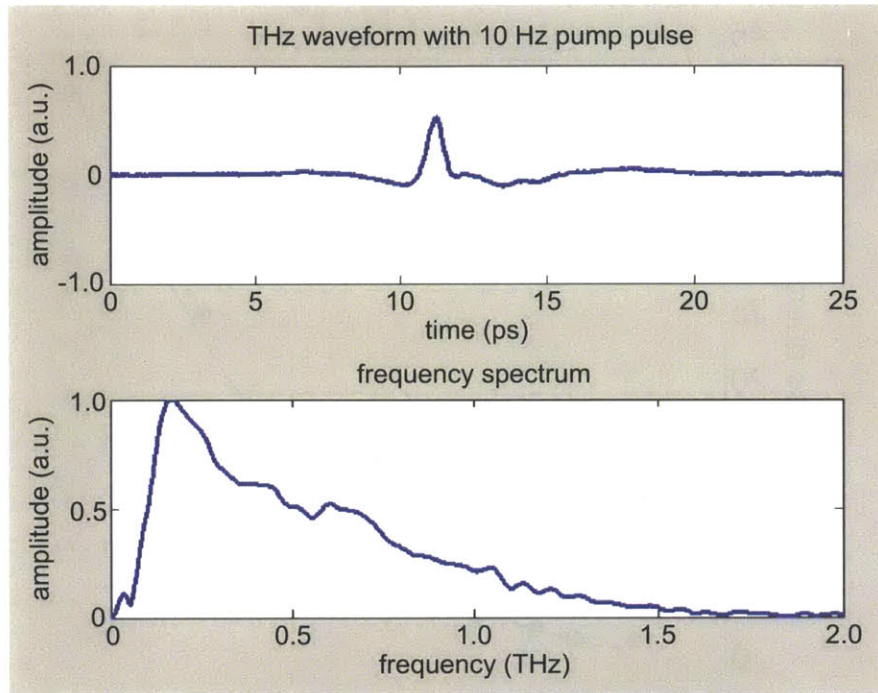 THz waveform with 10 Hz pump pulse
1.0
0
-1.0
amplitude (a.u.)
0 5 10 15 20 25
time (ps)
frequency spectrum
1.0
0.5
0
amplitude (a.u.)
0 0.5 1.0 1.5 2.0
frequency (THz)